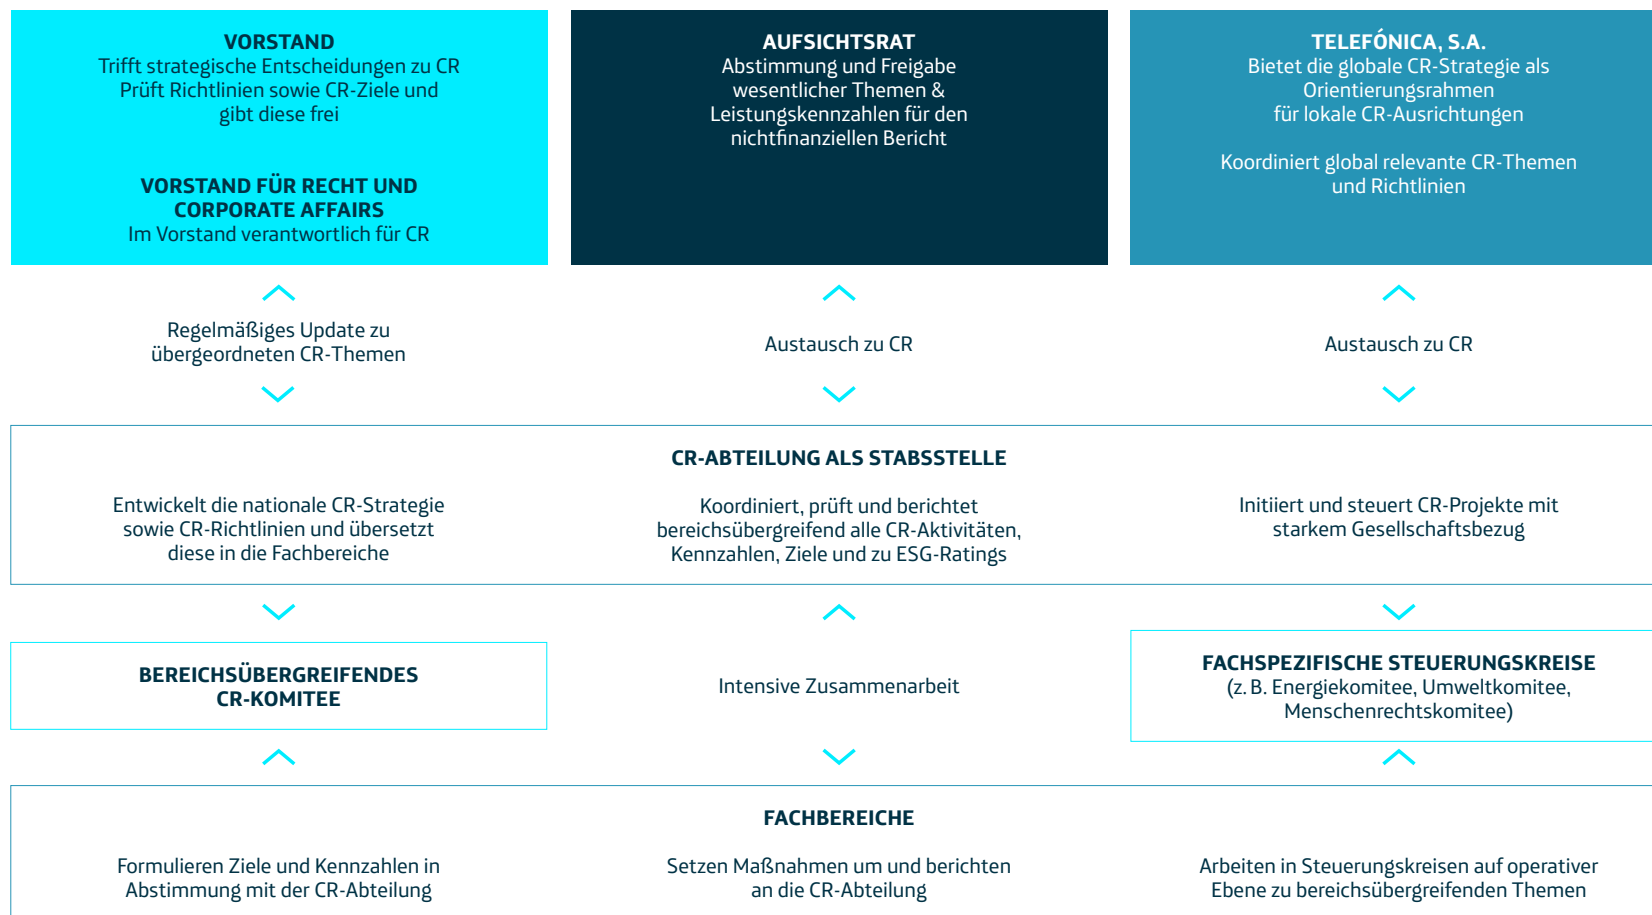 VORSTAND
Trifft strategische Entscheidungen zu CR
Prüft Richtlinien sowie CR-Ziele und
gibt diese frei
VORSTAND FÜR RECHT UND
CORPORATE AFFAIRS
Im Vorstand verantwortlich für CR
AUFSICHTSRAT
Abstimmung und Freigabe
wesentlicher Themen &
Leistungskennzahlen für den
nichtfinanziellen Bericht
TELEFÓNICA, S.A.
Bietet die globale CR-Strategie als
Orientierungsrahmen
für lokale CR-Ausrichtungen
Koordiniert global relevante CR-Themen
und Richtlinien
Regelmäßiges Update zu
übergeordneten CR-Themen
Austausch zu CR
Austausch zu CR
CR-ABTEILUNG ALS STABSSTELLE
Entwickelt die nationale CR-Strategie
sowie CR-Richtlinien und übersetzt
diese in die Fachbereiche
Koordiniert, prüft und berichtet
bereichsübergreifend alle CR-Aktivitäten,
Kennzahlen, Ziele und zu ESG-Ratings
Initiiert und steuert CR-Projekte mit
starkem Gesellschaftsbezug
BEREICHSÜBERGREIFENDES
CR-KOMITEE
Intensive Zusammenarbeit
FACHSPEZIFISCHE STEUERUNGSKREISE
(z. B. Energiekomitee, Umweltkomitee,
Menschenrechtskomitee)
FACHBEREICHE
Formulieren Ziele und Kennzahlen in
Abstimmung mit der CR-Abteilung
Setzen Maßnahmen um und berichten
an die CR-Abteilung
Arbeiten in Steuerungskreisen auf operativer
Ebene zu bereichsübergreifenden Themen